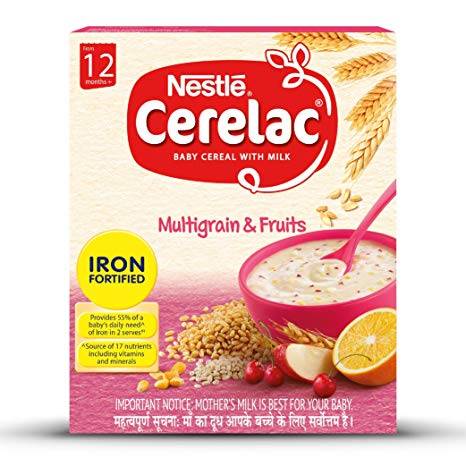 From
12
months +
Nestlé®
Cerelac®
BABY CEREAL WITH MILK
Multigrain & Fruits
IRON
FORTIFIED
Provides 55% of a
baby's daily need^
of Iron in 2 serves
^Source of 17 nutrients
including vitamins
and minerals
IMPORTANT NOTICE: MOTHER'S MILK IS BEST FOR YOUR BABY.
महत्वपूर्ण सूचना: माँ का दूध आपके बच्चे के लिए सर्वोत्तम है।